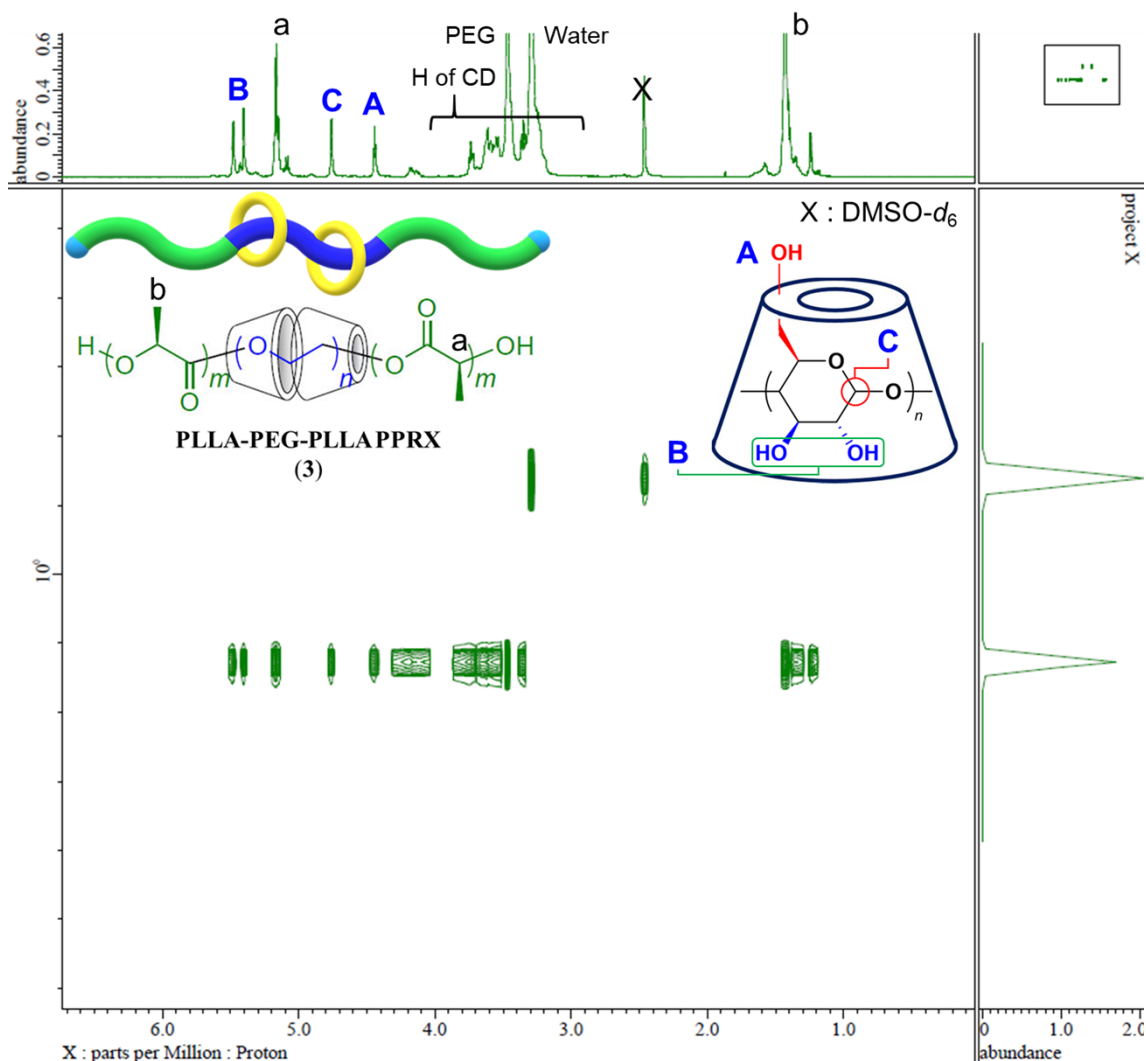 a
b
PEG
Water
H of CD
B
C
A
X
abundance
0 0.2 0.4 0.6
X : DMSO-d6
project X
b
H
O
O
m
O
n
O
O
a
OH
m
PLLA-PEG-PLLA PPRX
(3)
A
OH
C
O
O
n
HO
OH
B
10⁰
6.0 5.0 4.0 3.0 2.0 1.0
X : parts per Million : Proton
0 1.0 2.0
abundance